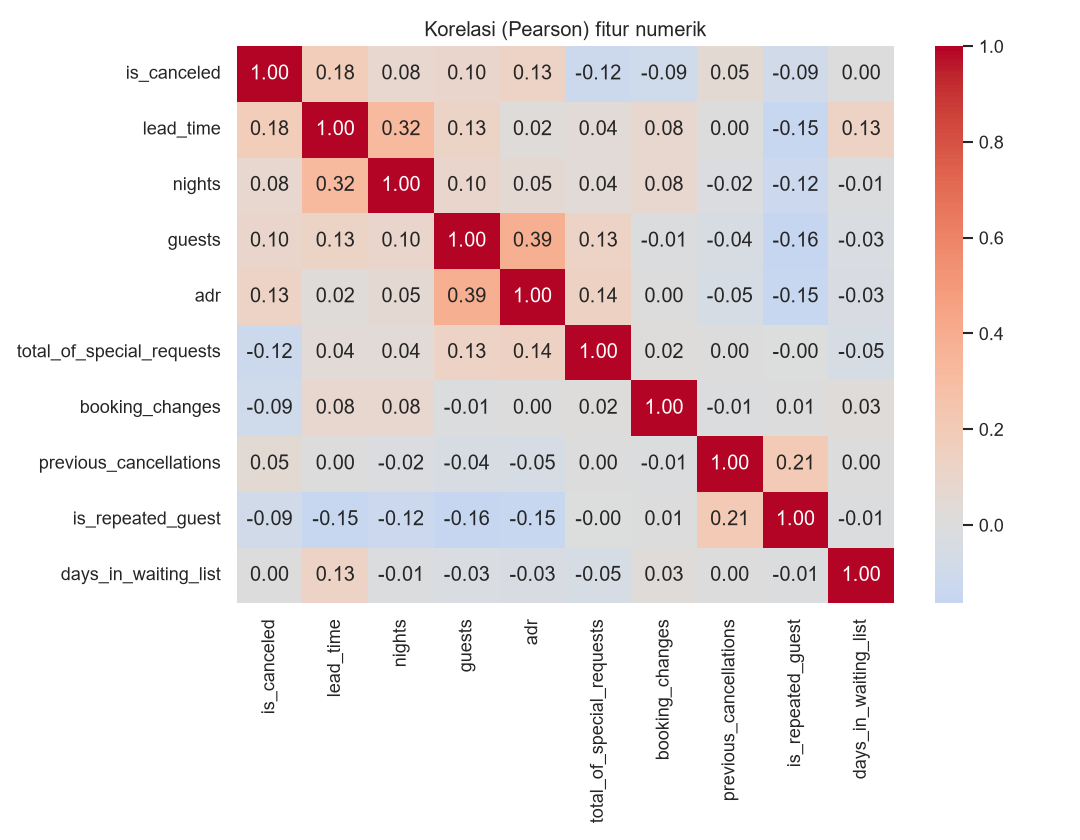 Korelasi (Pearson) fitur numerik
is_canceled 1.00 0.18 0.08 0.10 0.13 -0.12 -0.09 0.05 -0.09 0.00
lead_time 0.18 1.00 0.32 0.13 0.02 0.04 0.08 0.00 -0.15 0.13
nights 0.08 0.32 1.00 0.10 0.05 0.04 0.08 -0.02 -0.12 -0.01
guests 0.10 0.13 0.10 1.00 0.39 0.13 -0.01 -0.04 -0.16 -0.03
adr 0.13 0.02 0.05 0.39 1.00 0.14 0.00 -0.05 -0.15 -0.03
total_of_special_requests -0.12 0.04 0.04 0.13 0.14 1.00 0.02 0.00 -0.00 -0.05
booking_changes -0.09 0.08 0.08 -0.01 0.00 0.02 1.00 -0.01 0.01 0.03
previous_cancellations 0.05 0.00 -0.02 -0.04 -0.05 0.00 -0.01 1.00 0.21 0.00
is_repeated_guest -0.09 -0.15 -0.12 -0.16 -0.15 -0.00 0.01 0.21 1.00 -0.01
days_in_waiting_list 0.00 0.13 -0.01 -0.03 -0.03 -0.05 0.03 0.00 -0.01 1.00
is_canceled
lead_time
nights
guests
adr
total_of_special_requests
booking_changes
previous_cancellations
is_repeated_guest
days_in_waiting_list
1.0
0.8
0.6
0.4
0.2
0.0